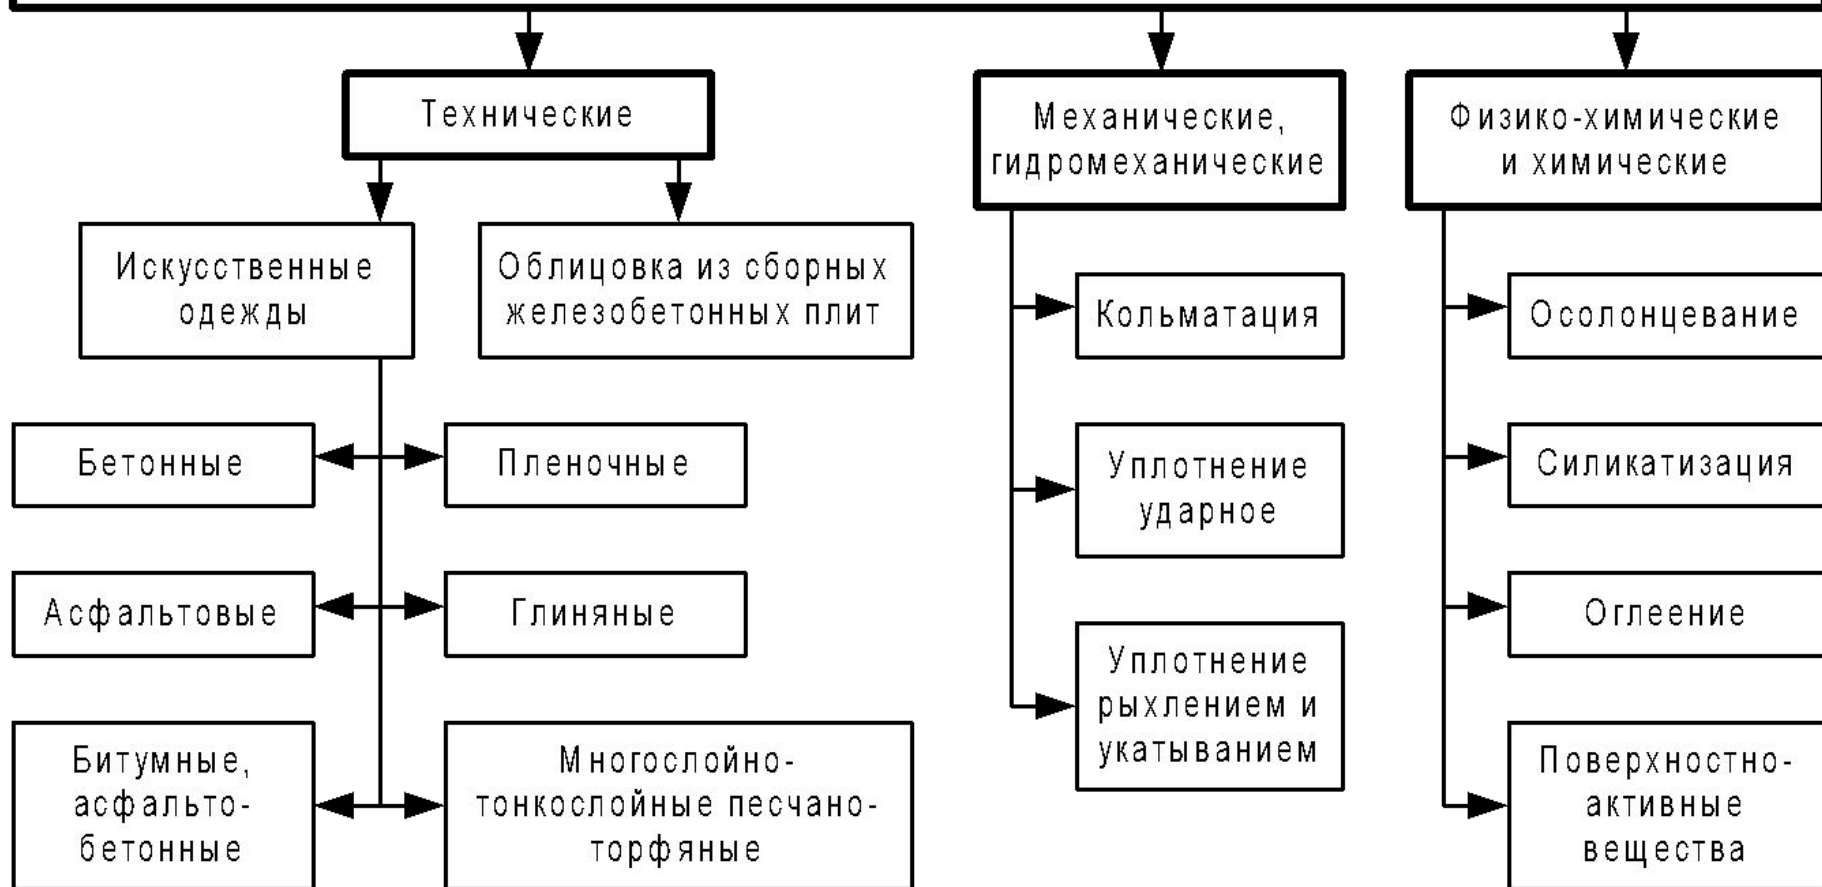 Технические
Искусственные
одежды
Облицовка из сборных
железобетонных плит
Бетонные
Пленочные
Асфальтовые
Глиняные
Битумные,
асфальто-
бетонные
Многослойно-
тонкослойные песчано-
торфяные
Механические,
гидромеханические
Кольматация
Уплотнение
ударное
Уплотнение
рыхлением и
укатыванием
Физико-химические
и химические
Осолонцевание
Силикатизация
Оглеение
Поверхностно-
активные
вещества